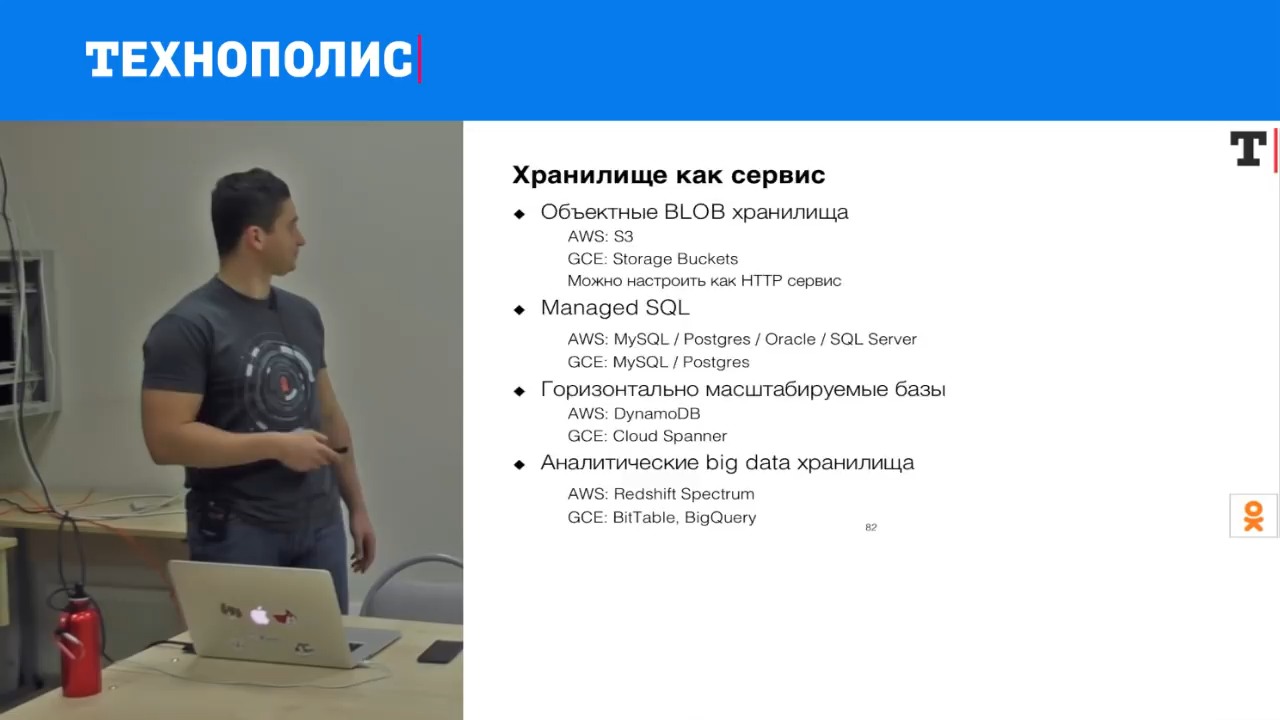 ТЕХНОПОЛИС
Т
Хранилище как сервис
Объектные BLOB хранилища
AWS: S3
GCE: Storage Buckets
Можно настроить как HTTP сервис
Managed SQL
AWS: MySQL / Postgres / Oracle / SQL Server
GCE: MySQL / Postgres
Горизонтально масштабируемые базы
AWS: DynamoDB
GCE: Cloud Spanner
Аналитические big data хранилища
AWS: Redshift Spectrum
GCE: BitTable, BigQuery
82